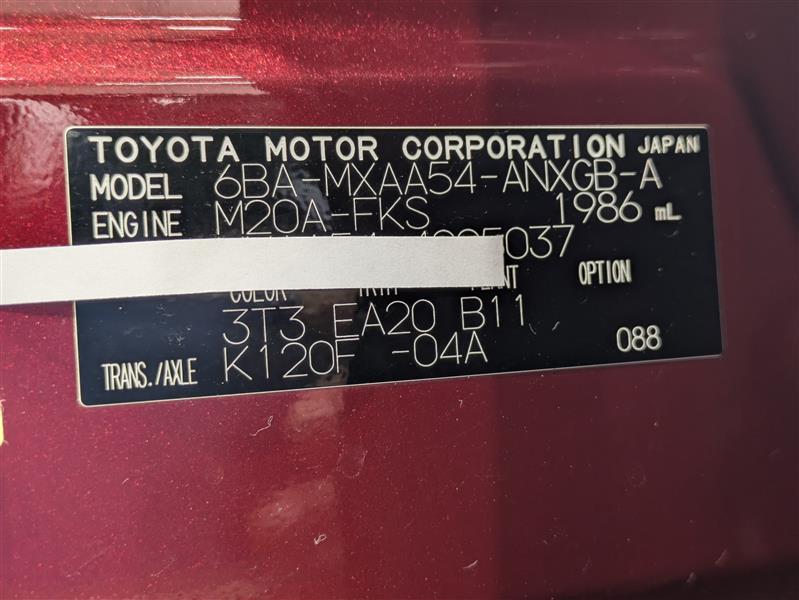 TOYOTA MOTOR CORPORATION JAPAN
MODEL 6BA-MXAA54-ANXGB-A
ENGINE M20A-FKS 1986 mL
5037
OPTION
3T3 EA20 B11
TRANS./AXLE K120F -04A 088